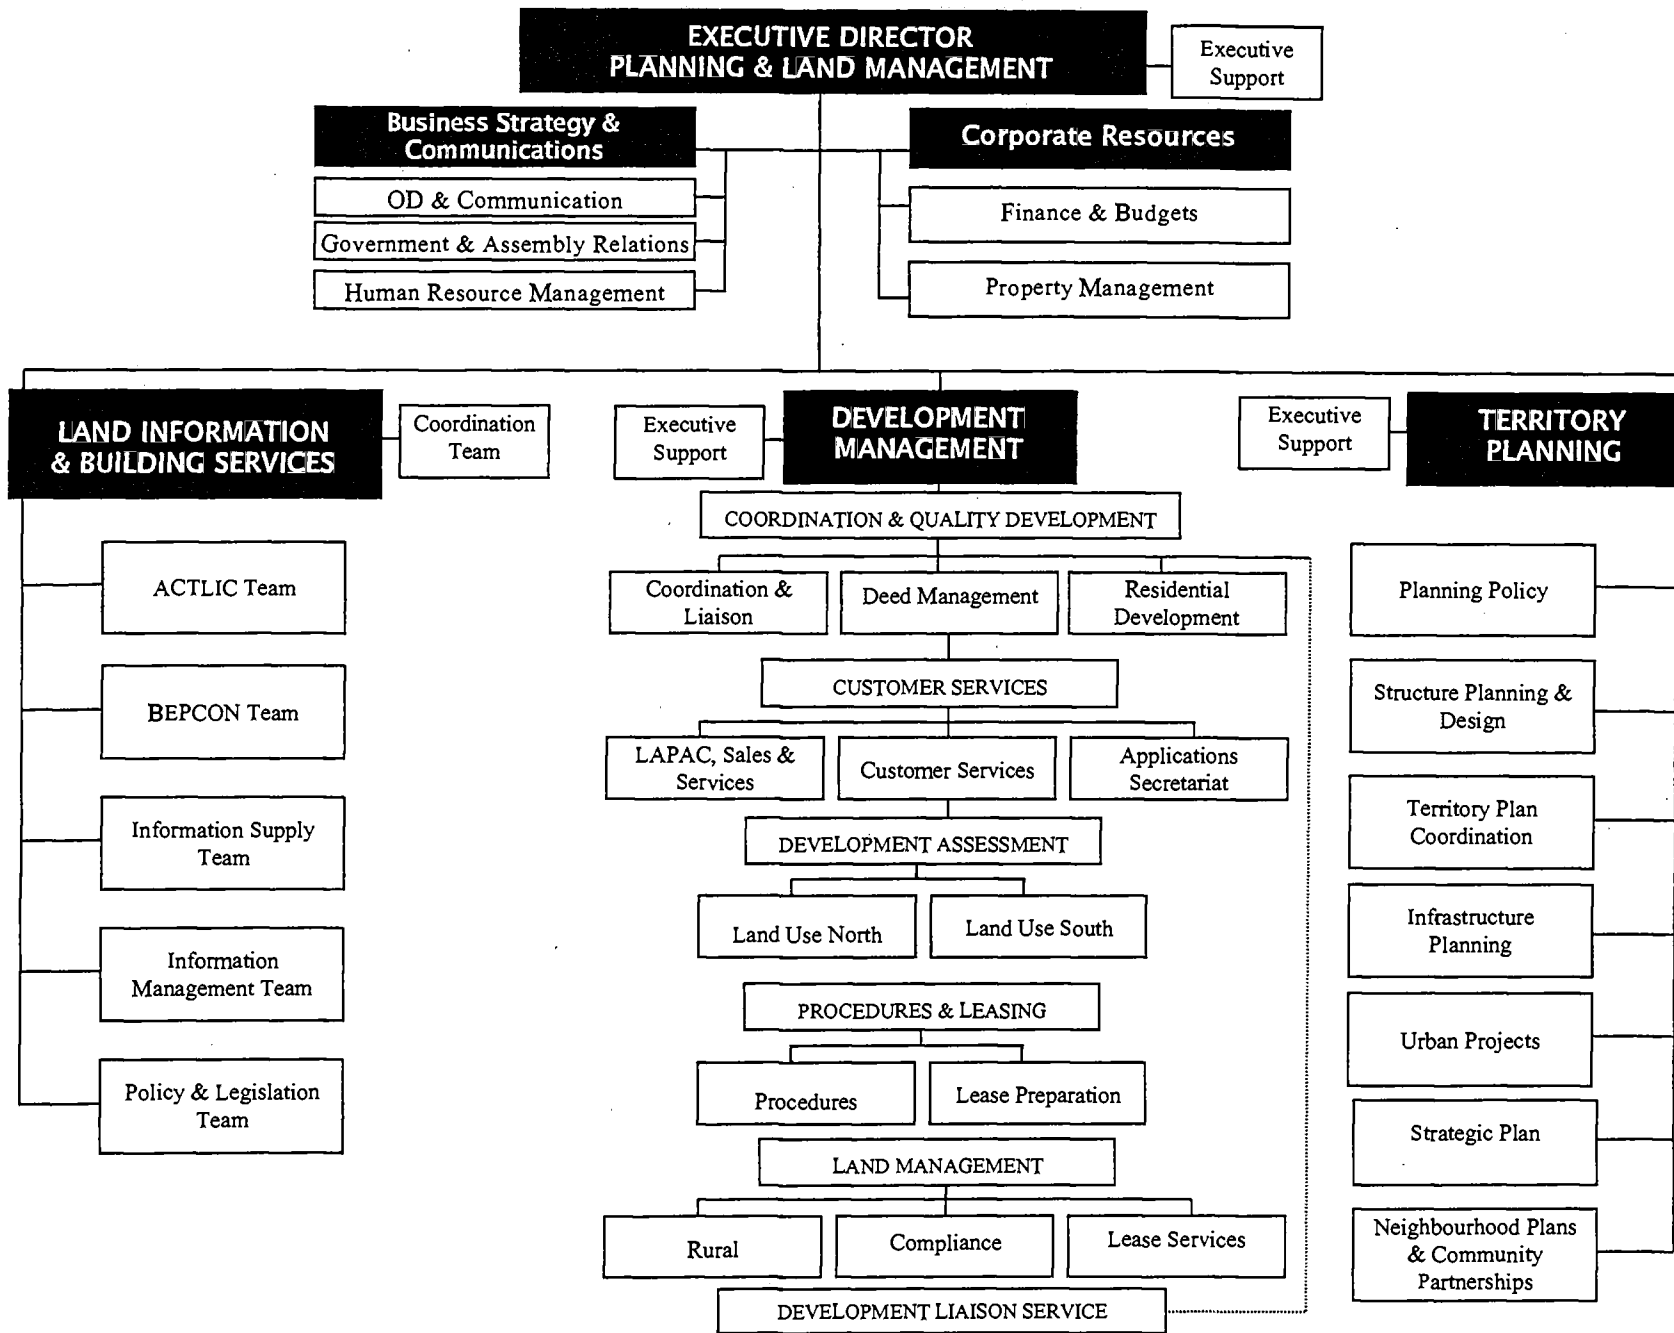 EXECUTIVE DIRECTOR
PLANNING & LAND MANAGEMENT
Executive
Support
Business Strategy &
Communications
OD & Communication
Government & Assembly Relations
Human Resource Management
Corporate Resources
Finance & Budgets
Property Management
LAND INFORMATION
& BUILDING SERVICES
Coordination
Team
ACTLIC Team
BEPCON Team
Information Supply
Team
Information
Management Team
Policy & Legislation
Team
Executive
Support
DEVELOPMENT
MANAGEMENT
COORDINATION & QUALITY DEVELOPMENT
Coordination &
Liaison
Deed Management
Residential
Development
CUSTOMER SERVICES
LAPAC, Sales &
Services
Customer Services
Applications
Secretariat
DEVELOPMENT ASSESSMENT
Land Use North
Land Use South
PROCEDURES & LEASING
Procedures
Lease Preparation
LAND MANAGEMENT
Rural
Compliance
Lease Services
DEVELOPMENT LIAISON SERVICE
Executive
Support
TERRITORY
PLANNING
Planning Policy
Structure Planning &
Design
Territory Plan
Coordination
Infrastructure
Planning
Urban Projects
Strategic Plan
Neighbourhood Plans
& Community
Partnerships